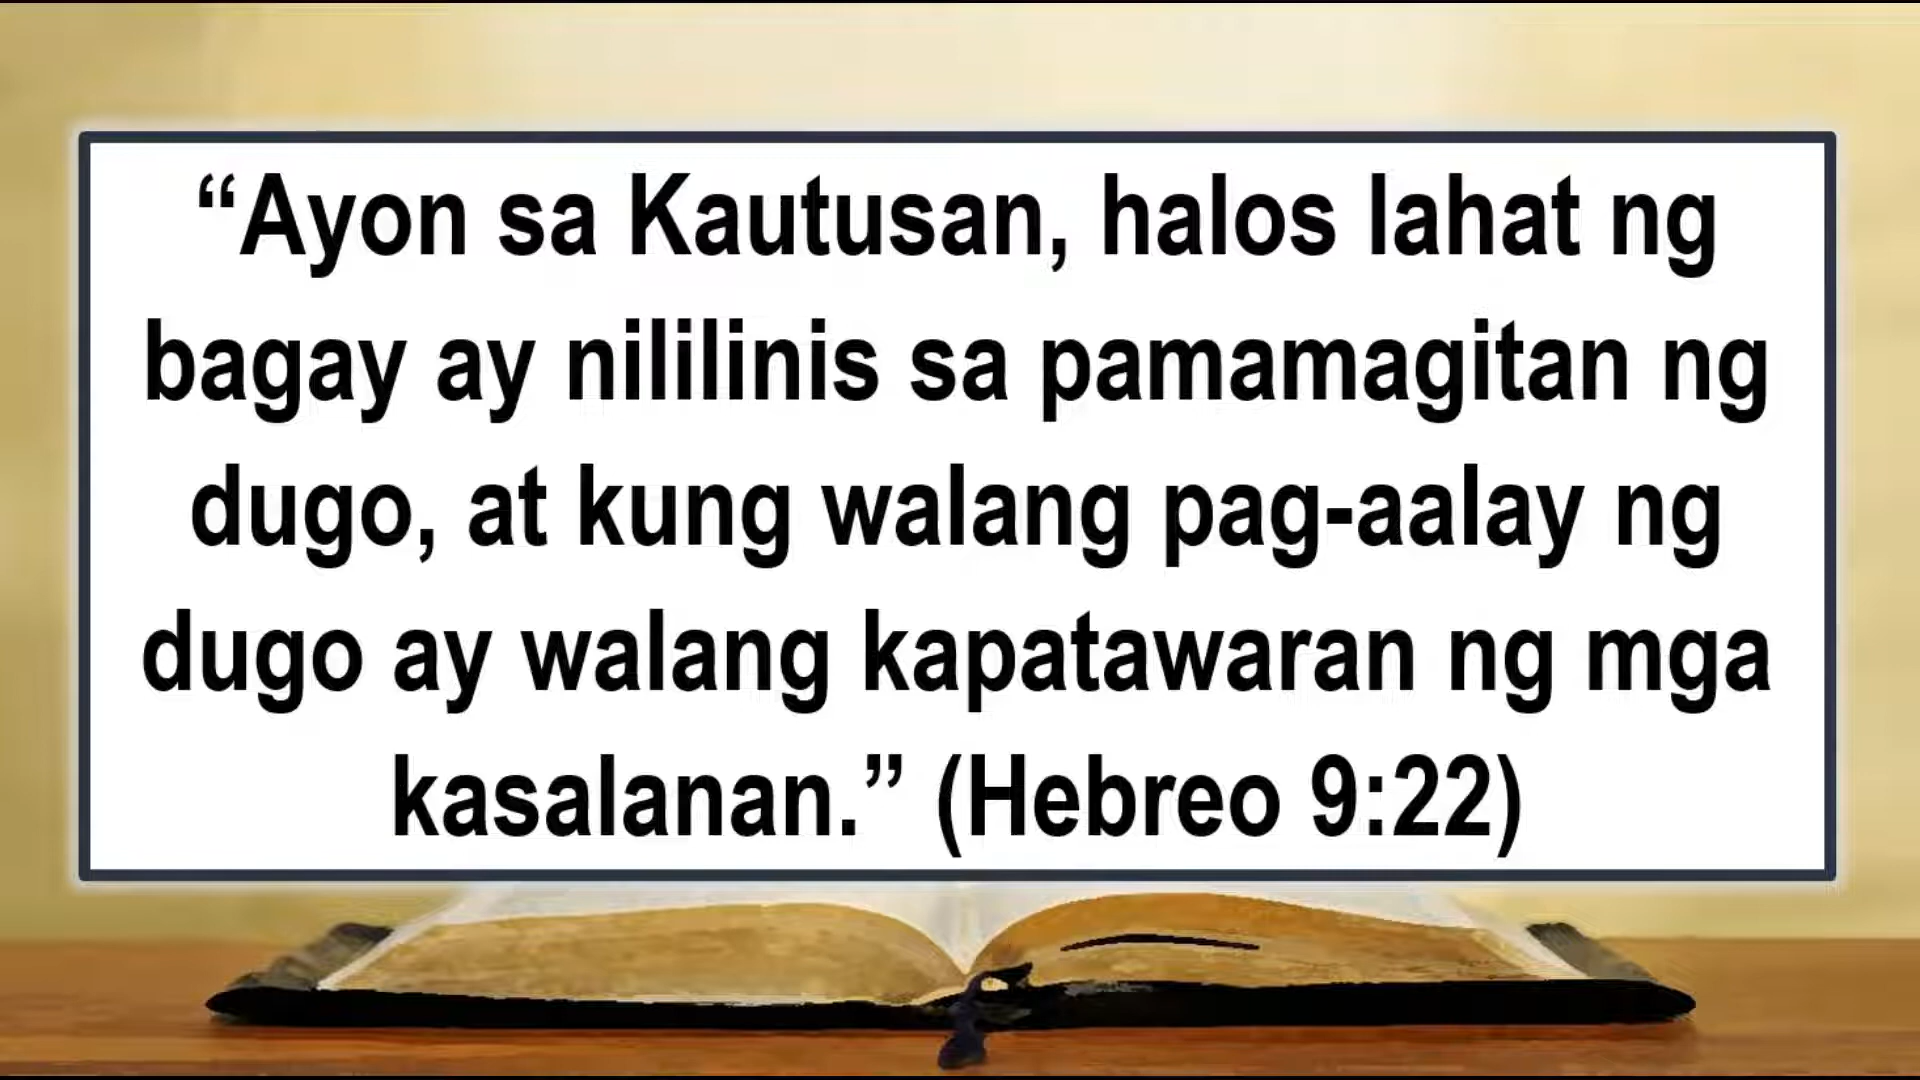 “Ayon sa Kautusan, halos lahat ng
bagay ay nililinis sa pamamagitan ng
dugo, at kung walang pag-aalay ng
dugo ay walang kapatawaran ng mga
kasalanan.” (Hebreo 9:22)